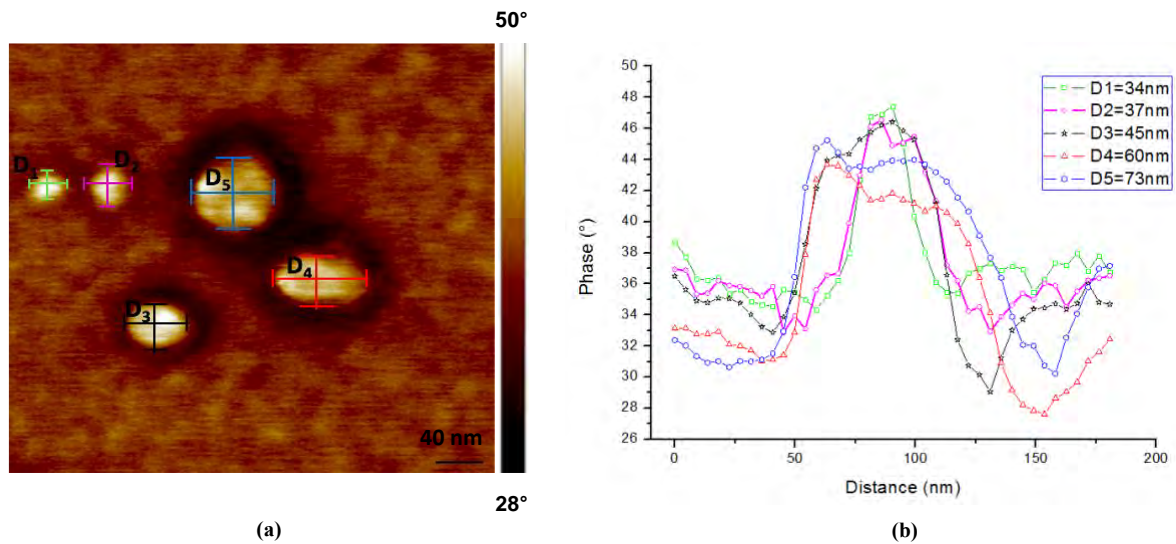 50°
D1
D2
D5
D4
D3
40 nm
28°
(a)
50
48
46
44
42
40
38
36
34
32
30
28
26
Phase (°)
0
50
100
150
200
Distance (nm)
D1=34nm
D2=37nm
D3=45nm
D4=60nm
D5=73nm
(b)